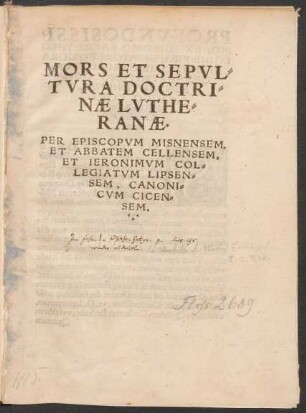 MORS ET SEPVL⸗
TVRA DOCTRI⸗
NÆ LVTHE⸗
RANÆ.
PER EPISCOPVM MISNENSEM,
ET ABBATEM CELLENSEM,
ET IERONIMVM COL⸗
LEGIATVM LIPSEN⸗
SEM, CANONI⸗
CVM CICEN⸗
SEM.
2689